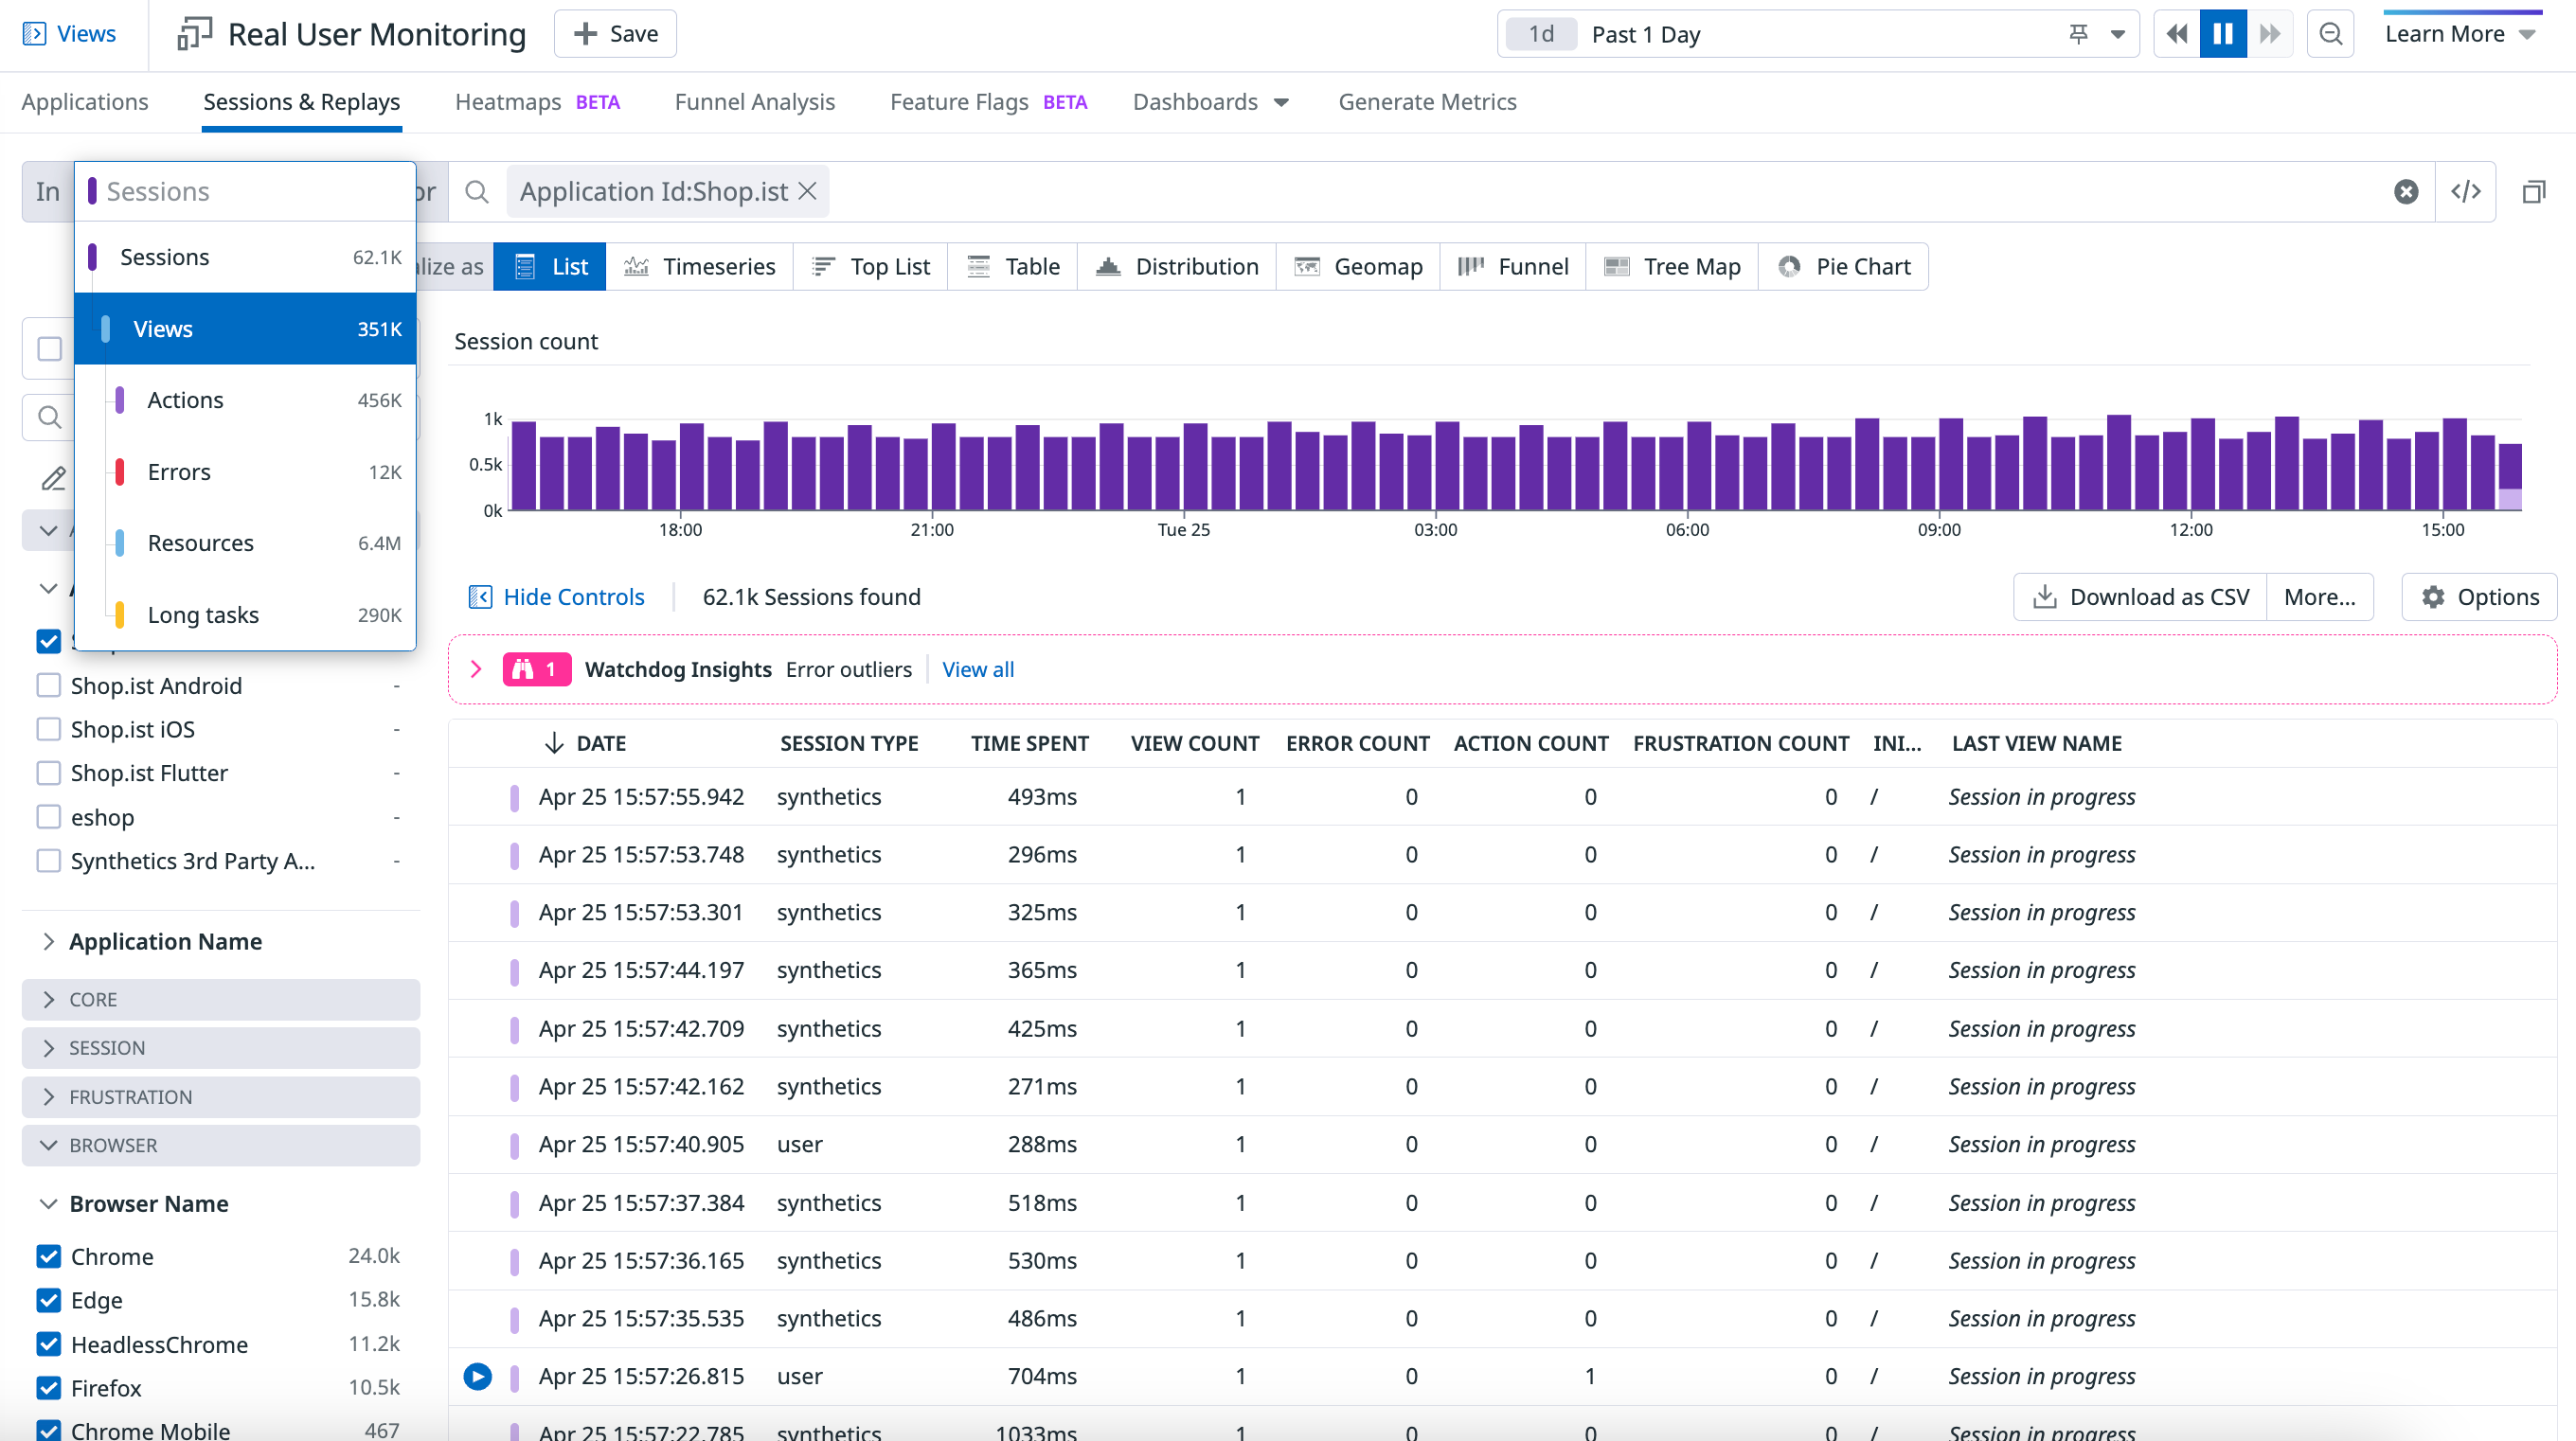 Views
Real User Monitoring
Save
1d Past 1 Day
Learn More
Applications
Sessions & Replays
Heatmaps BETA
Funnel Analysis
Feature Flags BETA
Dashboards
Generate Metrics
In Sessions or Application Id:Shop.ist
Sessions 62.1K
Views 351K
Actions 456K
Errors 12K
Resources 6.4M
Long tasks 290K
alize as List Timeseries Top List Table Distribution Geomap Funnel Tree Map Pie Chart
Session count
1k
0.5k
0k
18:00 21:00 Tue 25 03:00 06:00 09:00 12:00 15:00
Hide Controls 62.1k Sessions found
Download as CSV More... Options
1 Watchdog Insights Error outliers View all
Shop.ist Android -
Shop.ist iOS -
Shop.ist Flutter -
eshop -
Synthetics 3rd Party A... -
Application Name
CORE
SESSION
FRUSTRATION
BROWSER
Browser Name
Chrome 24.0k
Edge 15.8k
HeadlessChrome 11.2k
Firefox 10.5k
Chrome Mobile 467
DATE SESSION TYPE TIME SPENT VIEW COUNT ERROR COUNT ACTION COUNT FRUSTRATION COUNT INI... LAST VIEW NAME
Apr 25 15:57:55.942 synthetics 493ms 1 0 0 0 / Session in progress
Apr 25 15:57:53.748 synthetics 296ms 1 0 0 0 / Session in progress
Apr 25 15:57:53.301 synthetics 325ms 1 0 0 0 / Session in progress
Apr 25 15:57:44.197 synthetics 365ms 1 0 0 0 / Session in progress
Apr 25 15:57:42.709 synthetics 425ms 1 0 0 0 / Session in progress
Apr 25 15:57:42.162 synthetics 271ms 1 0 0 0 / Session in progress
Apr 25 15:57:40.905 user 288ms 1 0 0 0 / Session in progress
Apr 25 15:57:37.384 synthetics 518ms 1 0 0 0 / Session in progress
Apr 25 15:57:36.165 synthetics 530ms 1 0 0 0 / Session in progress
Apr 25 15:57:35.535 synthetics 486ms 1 0 0 0 / Session in progress
Apr 25 15:57:26.815 user 704ms 1 0 1 0 / Session in progress
Apr 25 15:57:22.785 synthetics 1033ms 1 0 0 0 / Session in progress